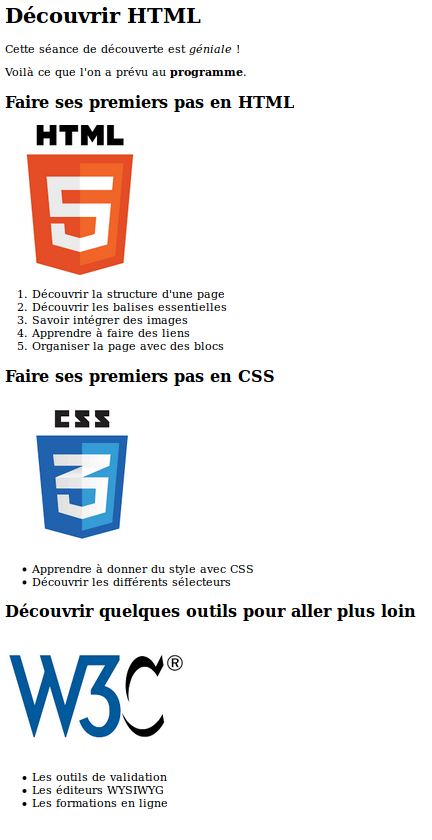 Découvrir HTML
Cette séance de découverte est géniale !
Voilà ce que l'on a prévu au programme.
Faire ses premiers pas en HTML
HTML
5
1. Découvrir la structure d'une page
2. Découvrir les balises essentielles
3. Savoir intégrer des images
4. Apprendre à faire des liens
5. Organiser la page avec des blocs
Faire ses premiers pas en CSS
CSS
3
• Apprendre à donner du style avec CSS
• Découvrir les différents sélecteurs
Découvrir quelques outils pour aller plus loin
W3C®
• Les outils de validation
• Les éditeurs WYSIWYG
• Les formations en ligne